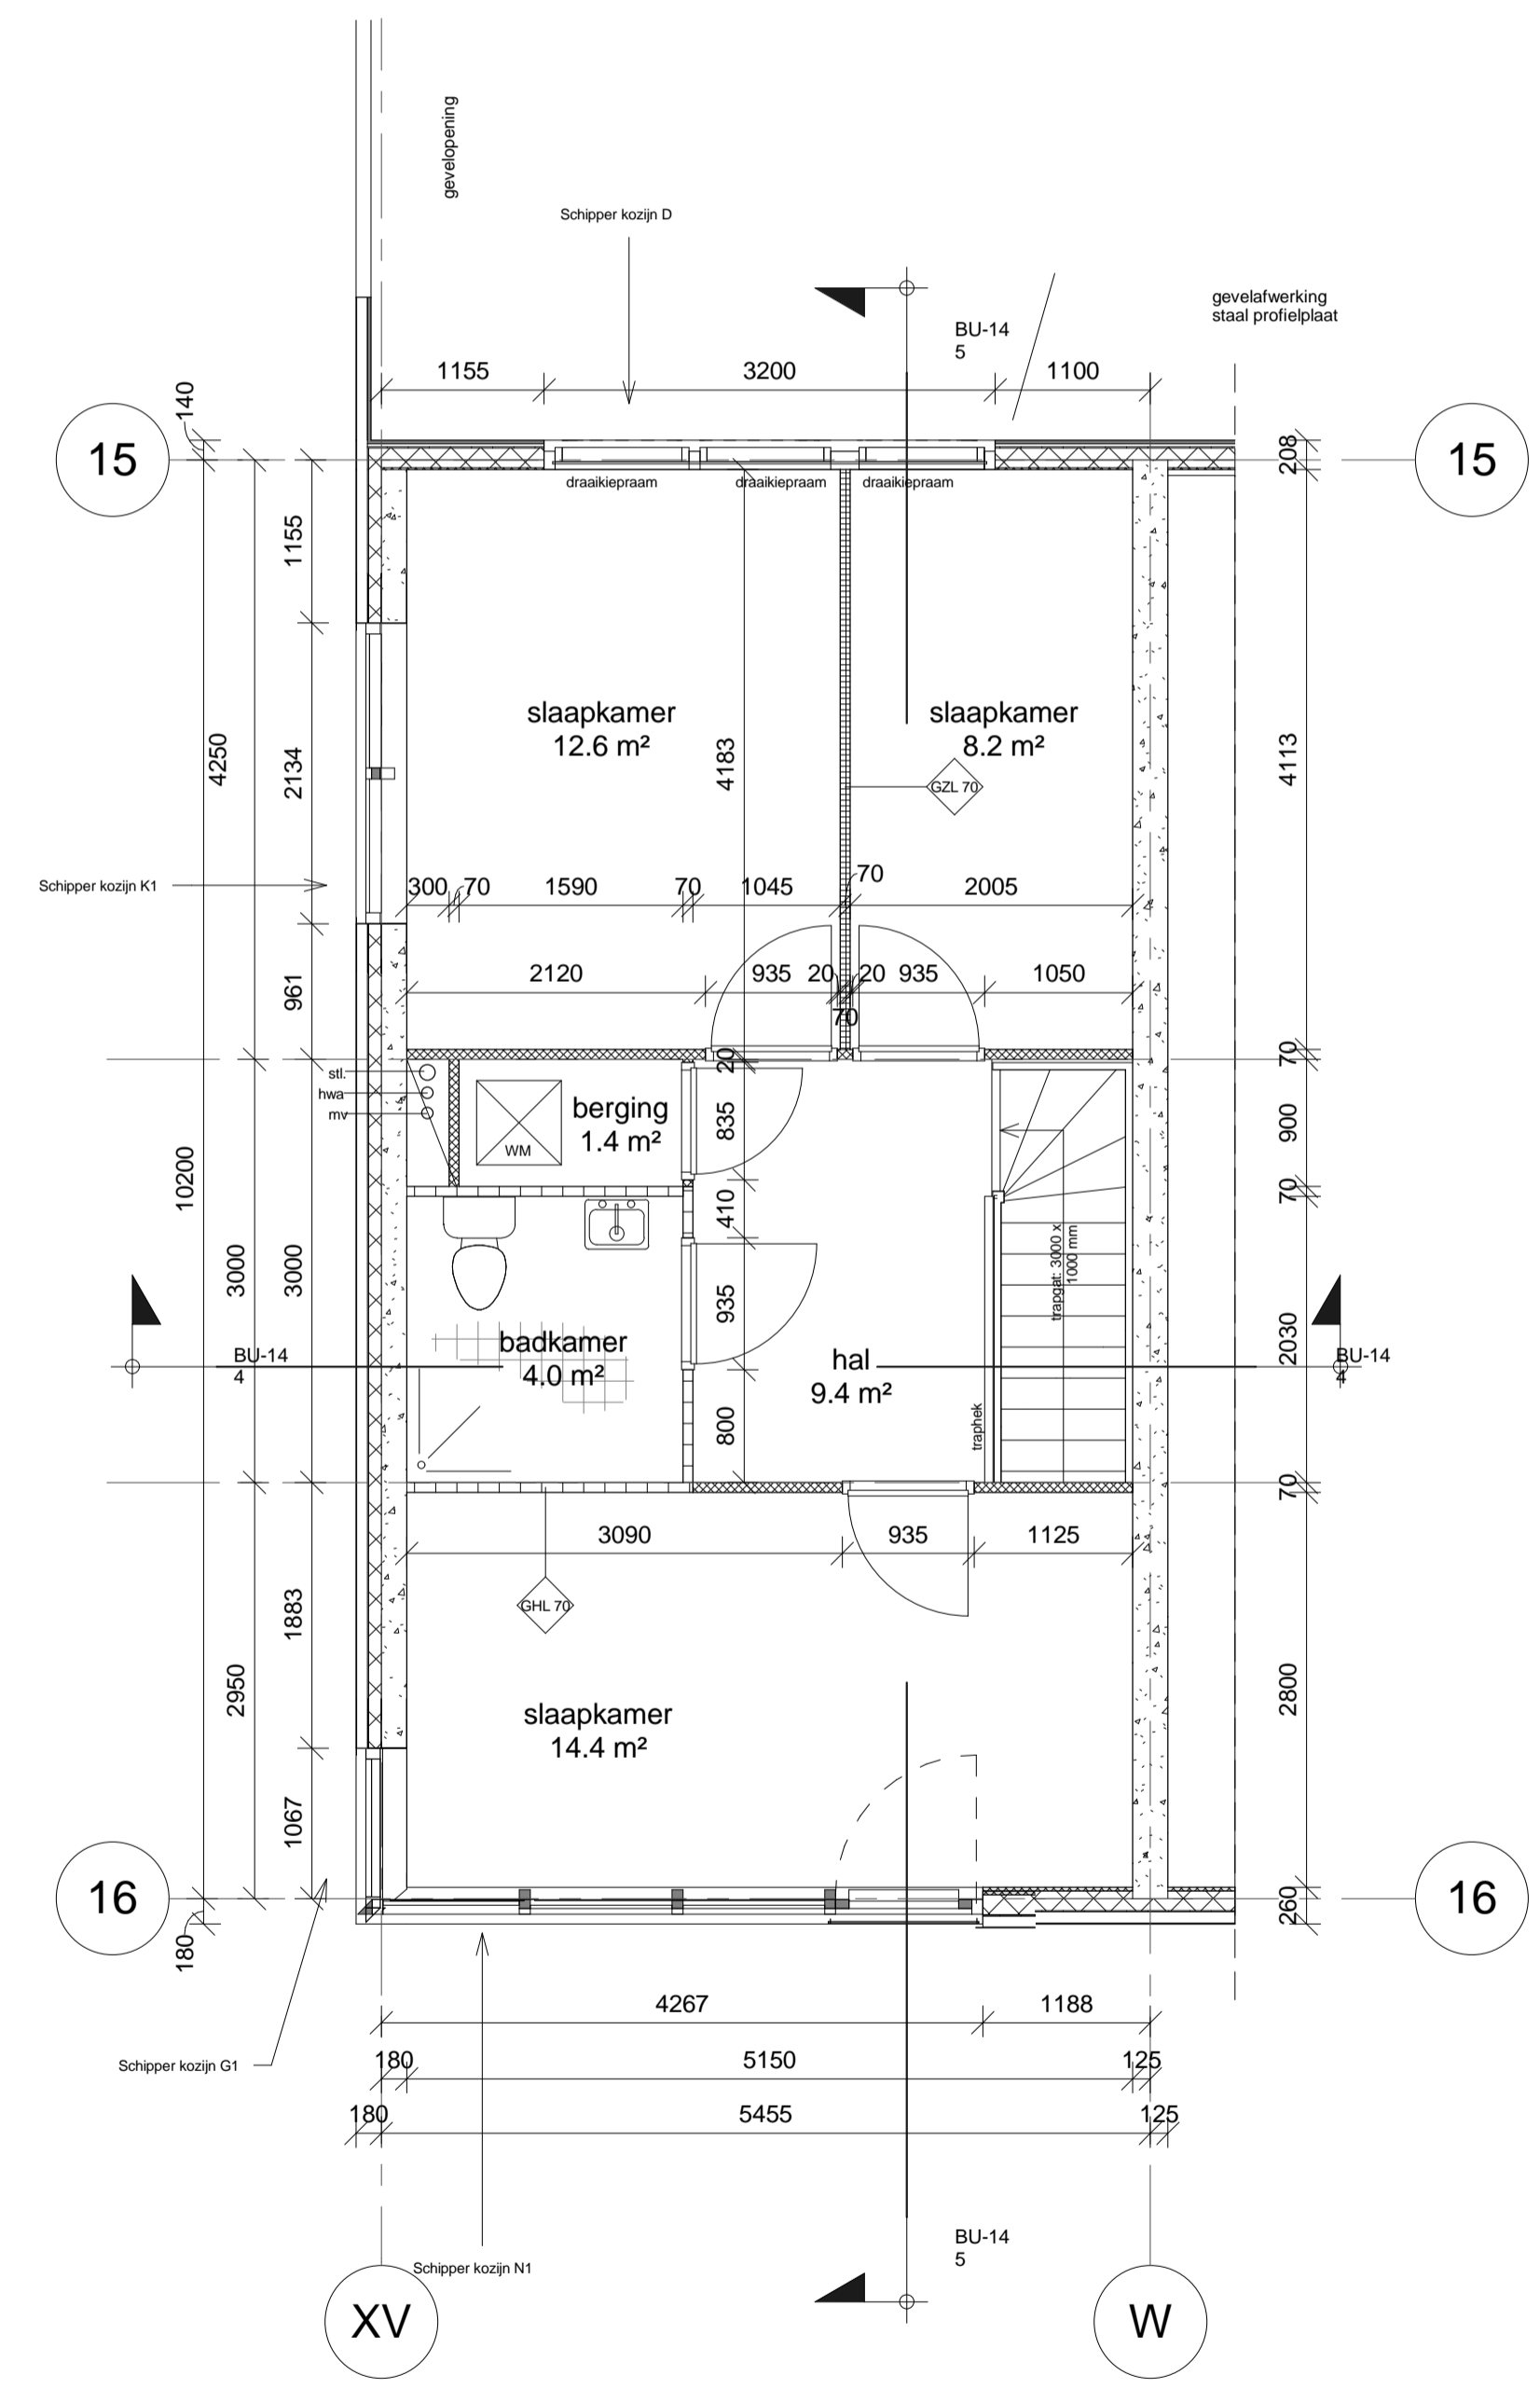 gevelopening
Schipper kozijn D
gevelafwerking
staal profielplaat
BU-14
5
1155
3200
1100
140
15
15
208
draaikiepraam
draaikiepraam
draaikiepraam
1155
slaapkamer
12.6 m²
slaapkamer
8.2 m²
4250
2134
4183
4113
GZL 70
Schipper kozijn K1
300
70
1590
70
1045
70
2005
961
2120
935
20
20
935
1050
70
20
70
stl.
hwa
mv
WM
berging
1.4 m²
835
900
10200
410
70
3000
3000
trapgat: 3000 x
1000 mm
935
2030
BU-14
4
badkamer
4.0 m²
hal
9.4 m²
BU-14
4
800
traphek
70
3090
935
1125
GHL 70
1883
2950
2800
slaapkamer
14.4 m²
1067
16
16
260
180
4267
1188
Schipper kozijn G1
180
5150
125
180
5455
125
BU-14
5
Schipper kozijn N1
XV
W